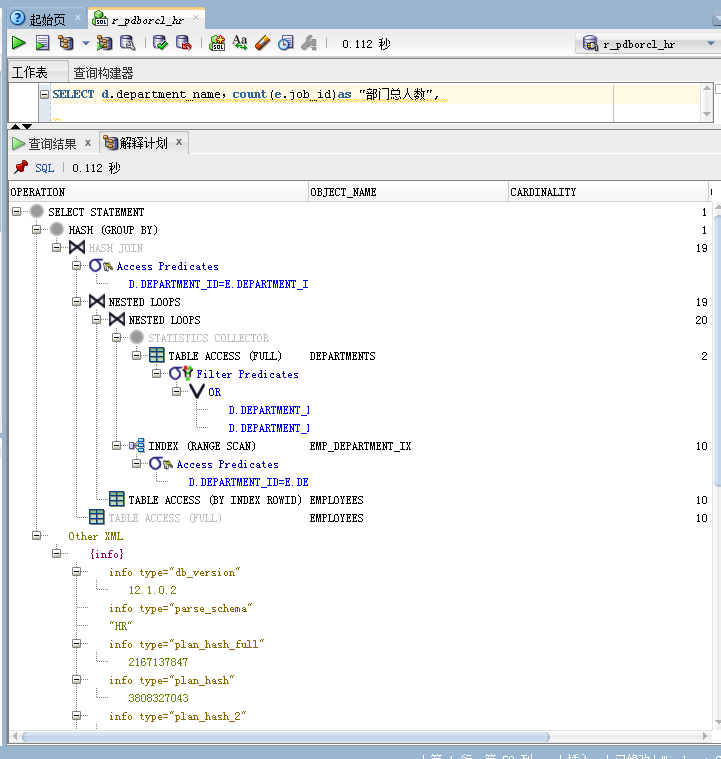 起始页
r_pdborcl_hr
SQL
0.112 秒
r_pdborcl_hr
工作表
查询构建器
SELECT d.department_name，count(e.job_id)as "部门总人数",
查询结果 x
解释计划 x
SQL | 0.112 秒
OPERATION OBJECT_NAME CARDINALITY
SELECT STATEMENT 1
HASH (GROUP BY) 1
HASH JOIN 19
Access Predicates
D.DEPARTMENT_ID=E.DEPARTMENT_I
NESTED LOOPS 19
NESTED LOOPS 20
STATISTICS COLLECTOR
TABLE ACCESS (FULL) DEPARTMENTS 2
Filter Predicates
OR
D.DEPARTMENT_
D.DEPARTMENT_
INDEX (RANGE SCAN) EMP_DEPARTMENT_IX 10
Access Predicates
D.DEPARTMENT_ID=E.DE
TABLE ACCESS (BY INDEX ROWID) EMPLOYEES 10
TABLE ACCESS (FULL) EMPLOYEES 10
Other XML
{info}
info type="db_version"
12.1.0.2
info type="parse_schema"
"HR"
info type="plan_hash_full"
2167137847
info type="plan_hash"
3808327043
info type="plan_hash_2"